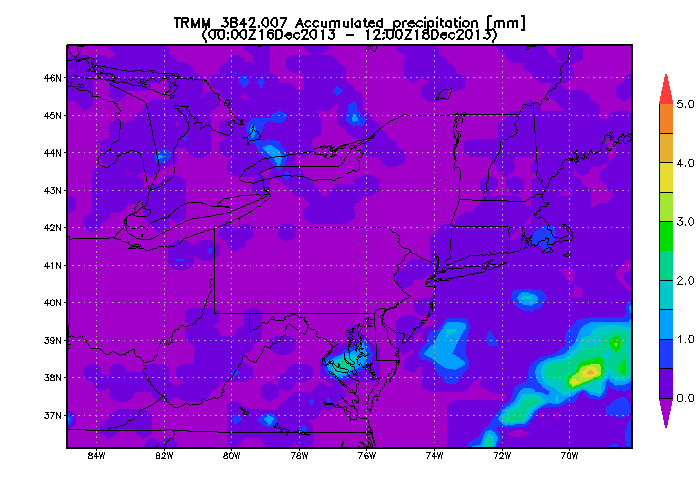 TRMM_3B42.007 Accumulated precipitation [mm]
(00:00Z16Dec2013 - 12:00Z18Dec2013)
46N
45N
44N
43N
42N
41N
40N
39N
38N
37N
84W 82W 80W 78W 76W 74W 72W 70W
5.0
4.0
3.0
2.0
1.0
0.0